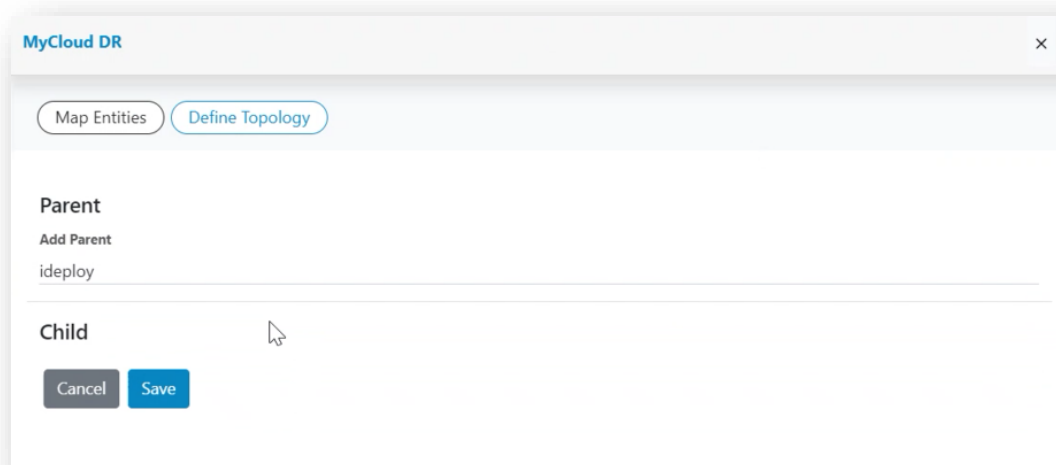 MyCloud DR
Map Entities Define Topology
Parent
Add Parent
ideploy
Child
Cancel Save